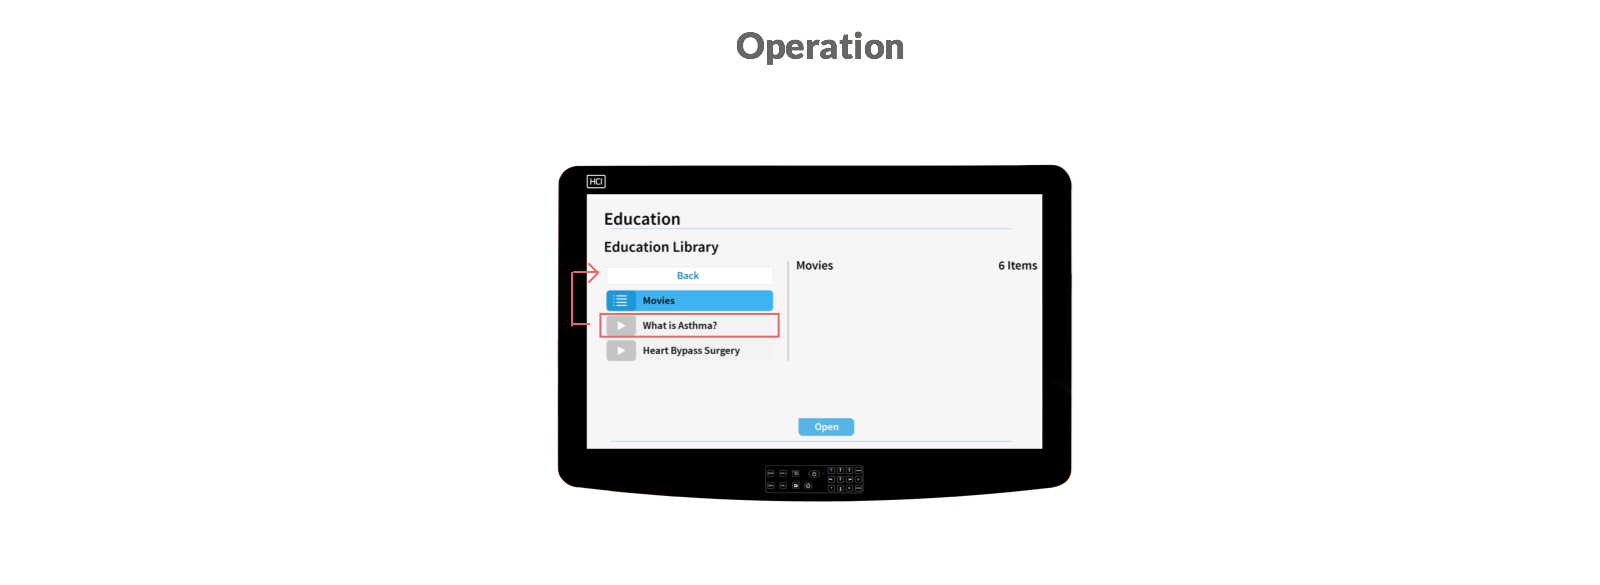 Operation
HCI
Education
Education Library
Back
Movies
What is Asthma?
Heart Bypass Surgery
Movies
6 Items
Open